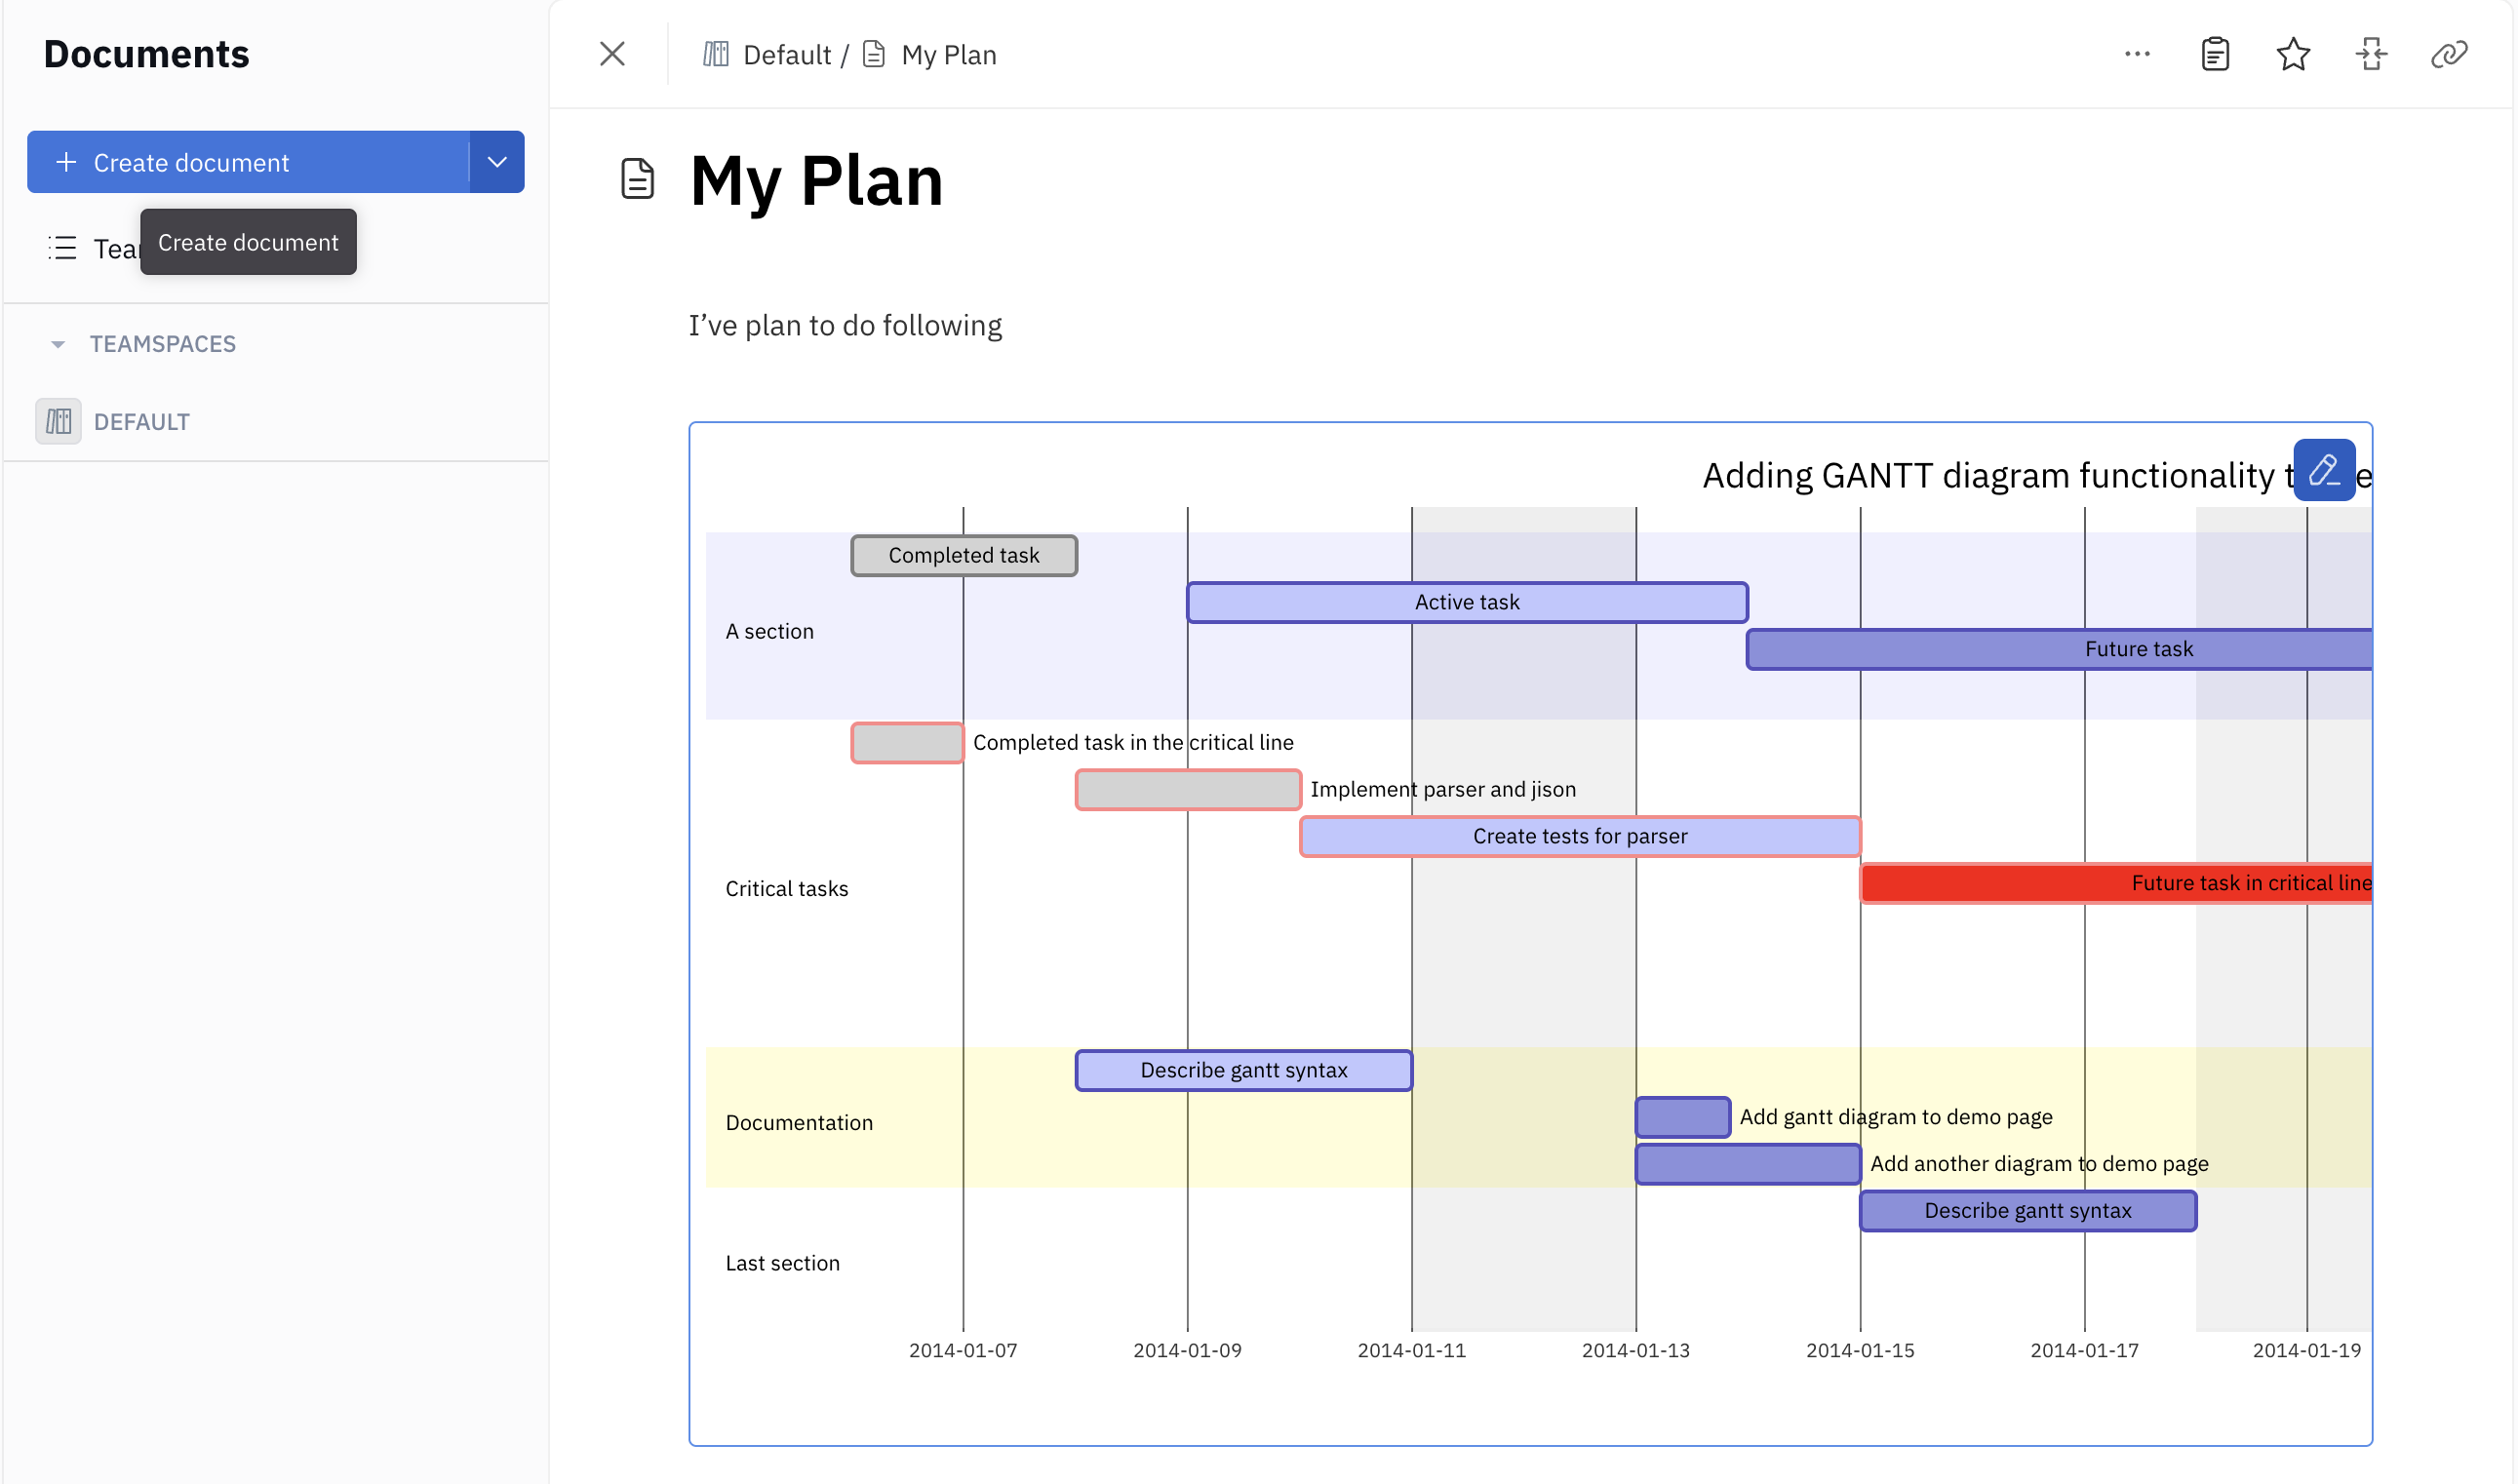 Documents
Default / My Plan
Create document
My Plan
Create document
I’ve plan to do following
TEAMSPACES
DEFAULT
Adding GANTT diagram functionality
Completed task
Active task
A section
Future task
Completed task in the critical line
Implement parser and jison
Create tests for parser
Critical tasks
Future task in critical line
Describe gantt syntax
Documentation
Add gantt diagram to demo page
Add another diagram to demo page
Describe gantt syntax
Last section
2014-01-07
2014-01-09
2014-01-11
2014-01-13
2014-01-15
2014-01-17
2014-01-19